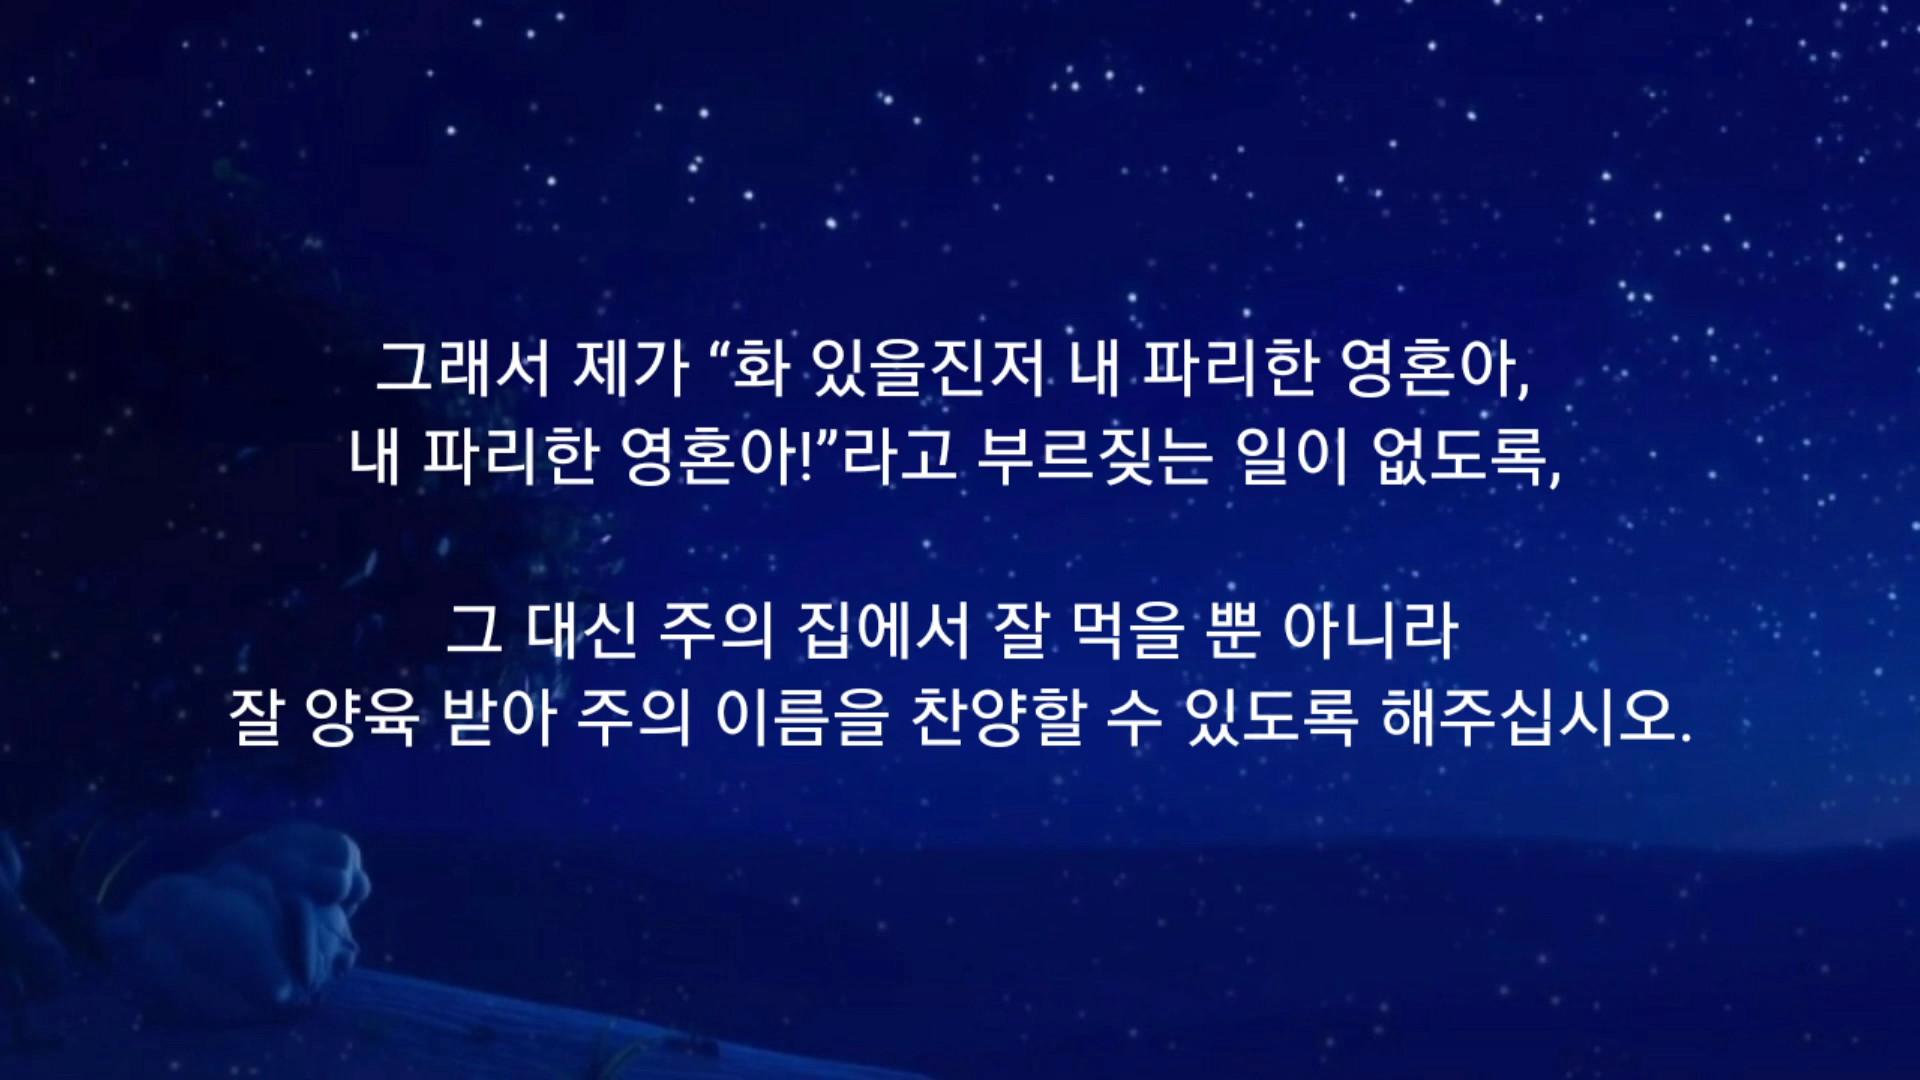 그래서 제가 “화 있을진저 내 파리한 영혼아,
내 파리한 영혼아!”라고 부르짖는 일이 없도록,
그 대신 주의 집에서 잘 먹을 뿐 아니라
잘 양육 받아 주의 이름을 찬양할 수 있도록 해주십시오.